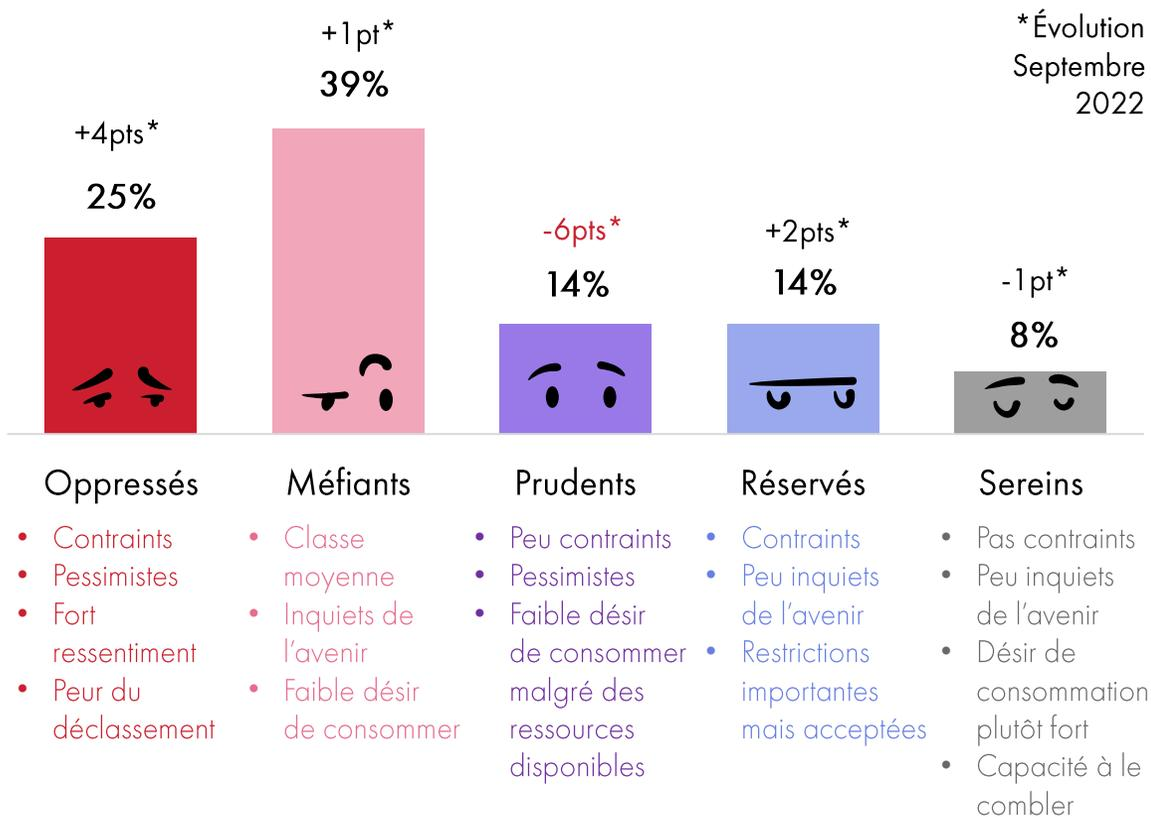 +1pt*
39%
*Évolution
Septembre
2022
+4pts*
25%
-6pts*
14%
+2pts*
14%
-1pt*
8%
Oppressés
• Contraints
• Pessimistes
• Fort
ressentiment
• Peur du
déclassement
Méfiants
• Classe
moyenne
• Inquiets de
l'avenir
• Faible désir
de consommer
Prudents
• Peu contraints
• Pessimistes
• Faible désir
de consommer
malgré des
ressources
disponibles
Réservés
• Contraints
• Peu inquiets
de l'avenir
• Restrictions
importantes
mais acceptées
Sereins
• Pas contraints
• Peu inquiets
de l'avenir
• Désir de
consommation
plutôt fort
• Capacité à le
combler